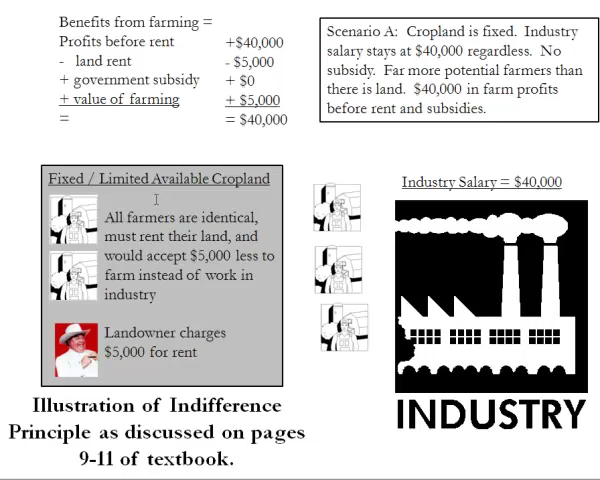 Benefits from farming =
Profits before rent +$40,000
- land rent - $5,000
+ government subsidy + $0
+ value of farming + $5,000
= = $40,000
Scenario A: Cropland is fixed. Industry
salary stays at $40,000 regardless. No
subsidy. Far more potential farmers than
there is land. $40,000 in farm profits
before rent and subsidies.
Fixed / Limited Available Cropland
All farmers are identical,
must rent their land, and
would accept $5,000 less to
farm instead of work in
industry
Landowner charges
$5,000 for rent
Industry Salary = $40,000
INDUSTRY
Illustration of Indifference
Principle as discussed on pages
9-11 of textbook.